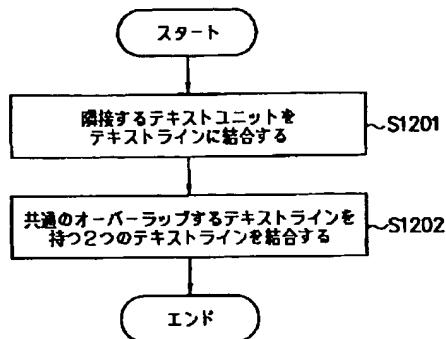 スタート
隣接するテキストユニットを
テキストラインに結合する
S1201
共通のオーバーラップするテキストラインを
持つ2つのテキストラインを結合する
S1202
エンド